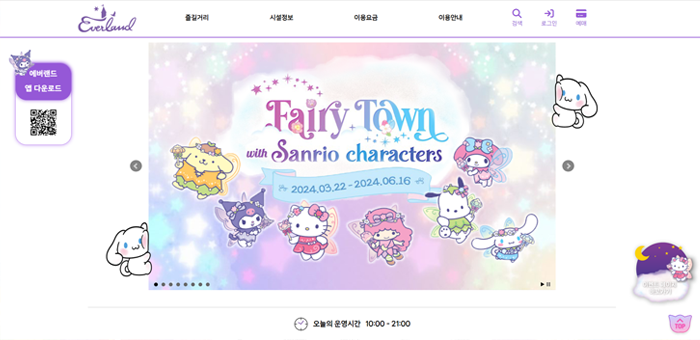 Everland
즐길거리 시설정보 이용요금 이용안내
검색 로그인 예매
에버랜드
앱 다운로드
Fairy Town
with Sanrio characters
2024.03.22 - 2024.06.16
오늘의 운영시간 10:00 - 21:00
TOP